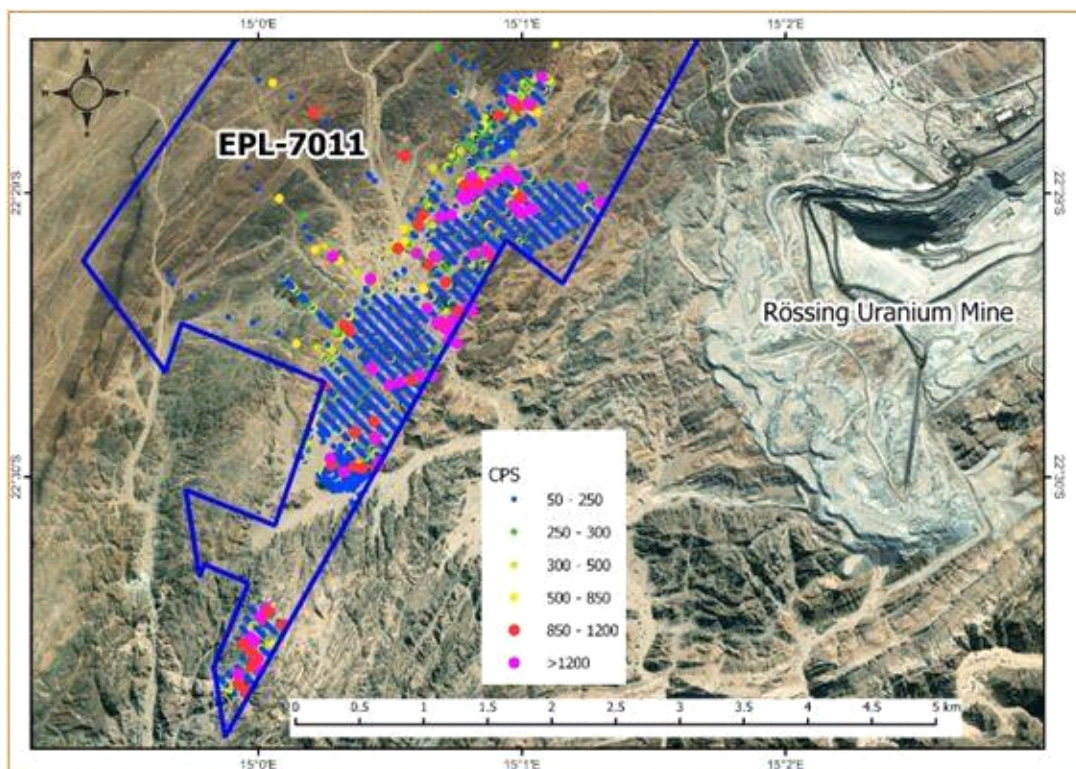 15°0'E 15°1'E 15°2'E
N
W E
S
EPL-7011
22°29'S 22°29'S
Rössing Uranium Mine
CPS
50 - 250
250 - 300
300 - 500
500 - 850
850 - 1200
>1200
22°30'S 22°30'S
0 0.5 1 1.5 2 2.5 3 3.5 4 4.5 5 km
15°0'E 15°1'E 15°2'E